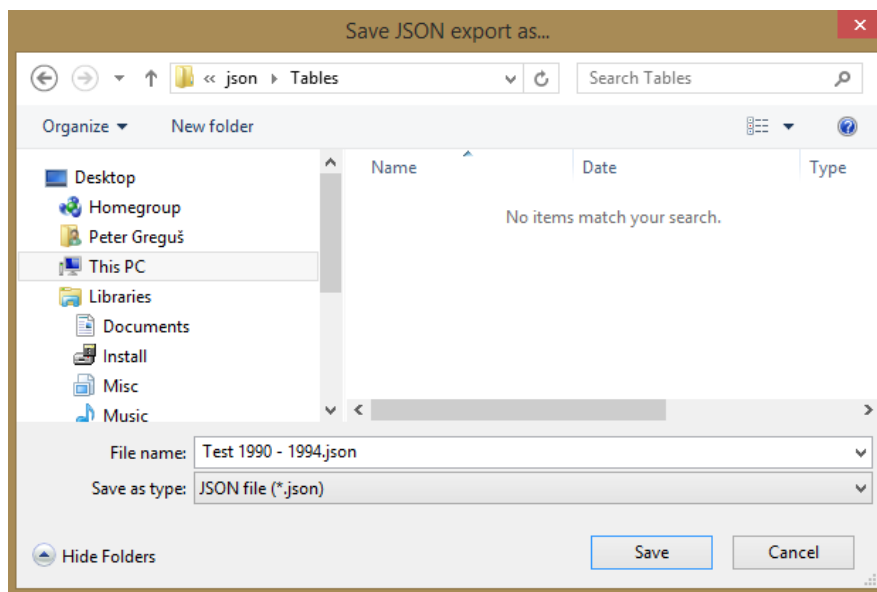 Save JSON export as...
« json Tables
Search Tables
Organize
New folder
Name
Date
Type
No items match your search.
Desktop
Homegroup
Peter Greguš
This PC
Libraries
Documents
Install
Misc
Music
File name: Test 1990 - 1994.json
Save as type: JSON file (*.json)
Hide Folders
Save
Cancel